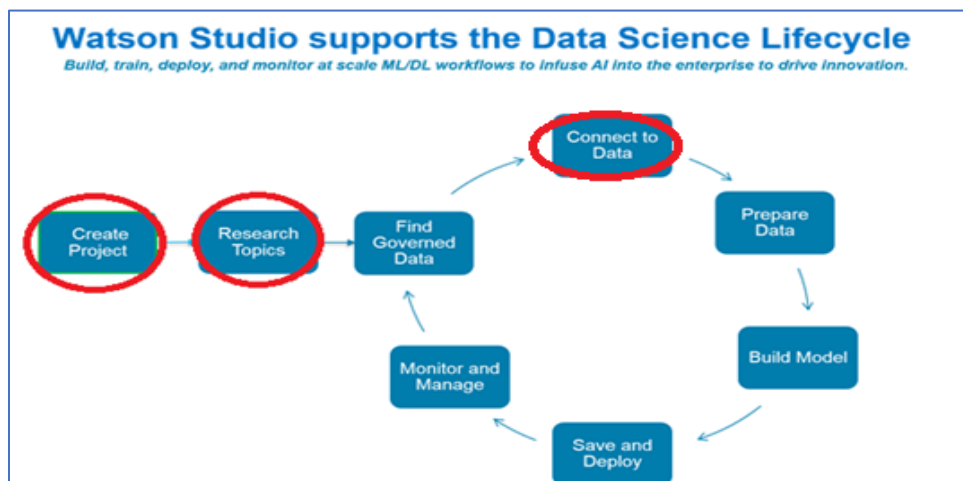 Watson Studio supports the Data Science Lifecycle
Build, train, deploy, and monitor at scale ML/DL workflows to infuse AI into the enterprise to drive innovation.
Create
Project
Research
Topics
Find
Governed
Data
Connect to
Data
Prepare
Data
Build Model
Save and
Deploy
Monitor and
Manage